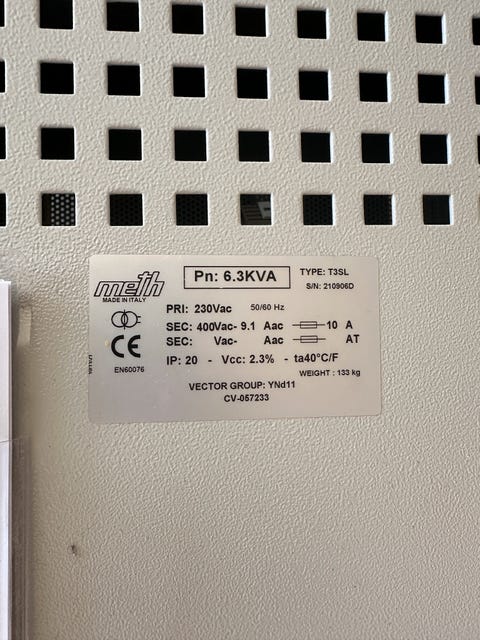 meth
MADE IN ITALY
Pn: 6.3KVA
TYPE: T3SL
S/N: 210906D
PRI: 230Vac 50/60 Hz
SEC: 400Vac- 9.1 Aac 10 A
SEC: Vac- Aac AT
CE
EN60076
IP: 20 - Vcc: 2.3% - ta40°C/F
WEIGHT : 133 kg
VECTOR GROUP: YNd11
CV-057233